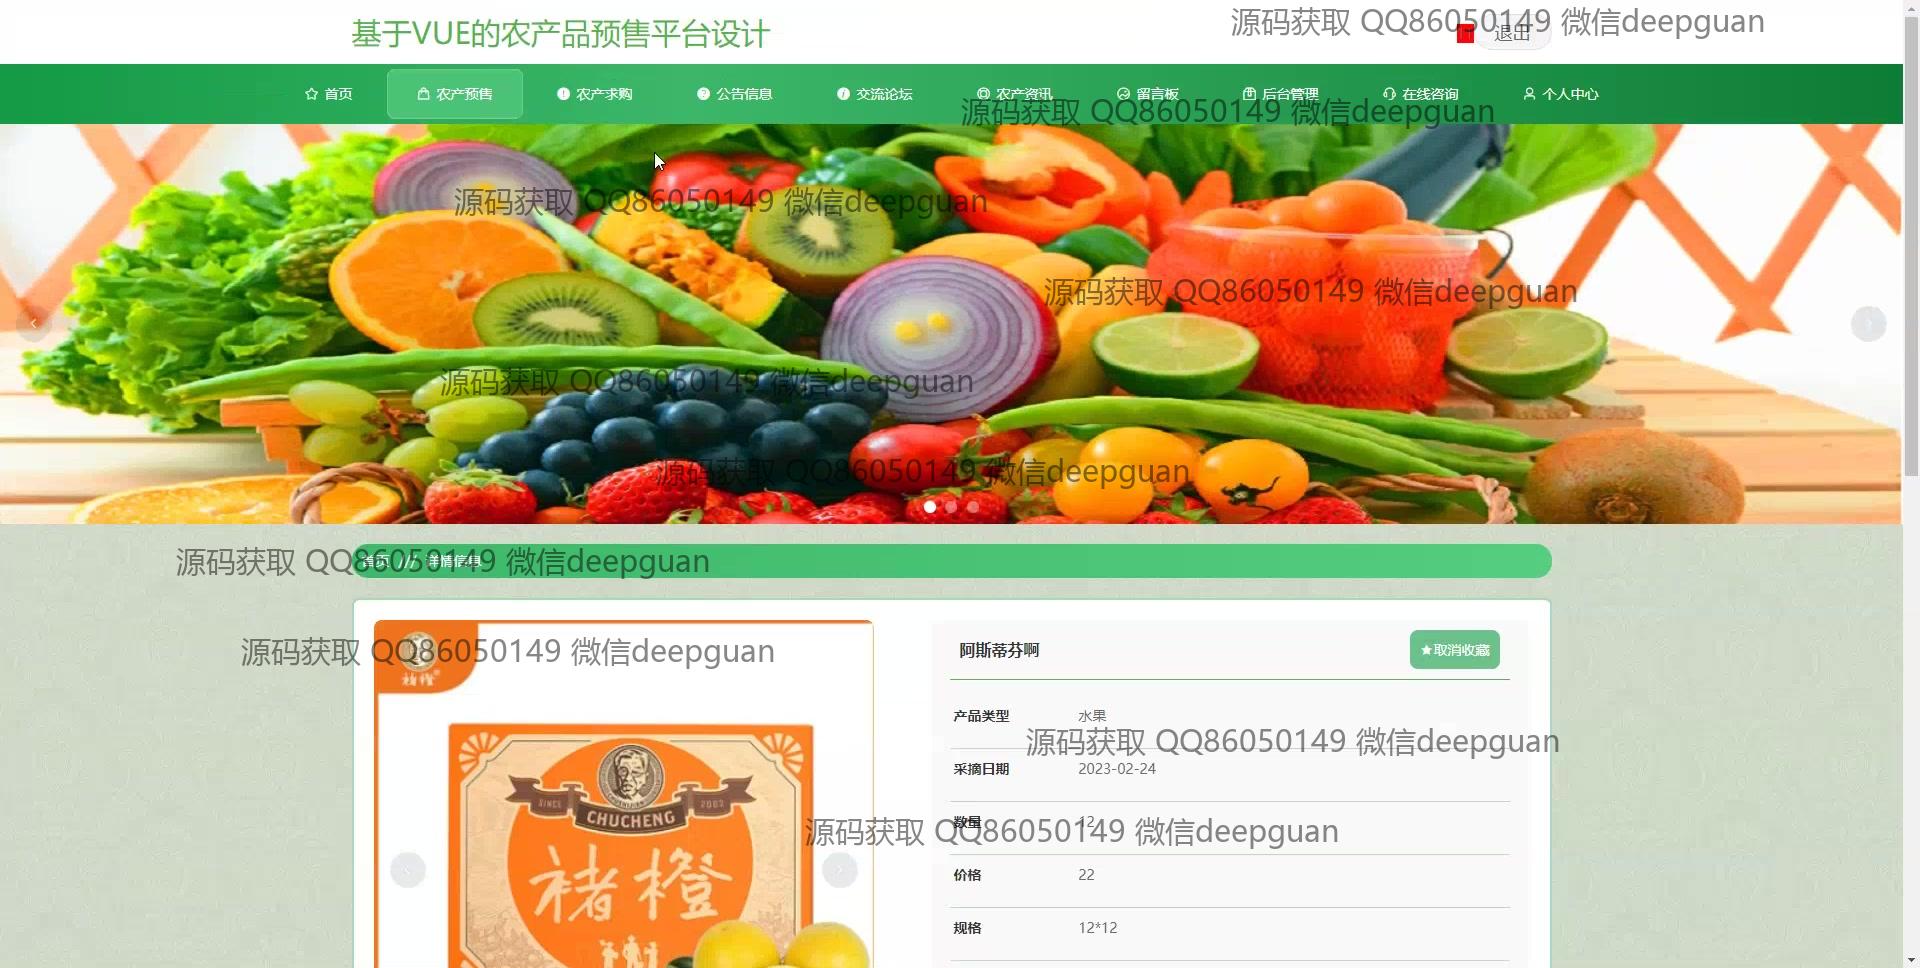 基于VUE的农产品预售平台设计
源码获取 QQ86050149 微信deepguan
退出
首页
农产预售
农产求购
公告信息
交流论坛
农产资讯
留言板
后台管理
在线咨询
个人中心
源码获取 QQ86050149 微信deepguan
源码获取 QQ86050149 微信deepguan
源码获取 QQ86050149 微信deepguan
源码获取 QQ86050149 微信deepguan
源码获取 QQ86050149 微信deepguan
首页 // 详情信息
源码获取 QQ86050149 微信deepguan
褚橙
源码获取 QQ86050149 微信deepguan
阿斯蒂芬啊
★取消收藏
产品类型 水果
源码获取 QQ86050149 微信deepguan
采摘日期 2023-02-24
数量 12
源码获取 QQ86050149 微信deepguan
价格 22
规格 12*12
SINCE 2002
CHUCHENG
褚橙